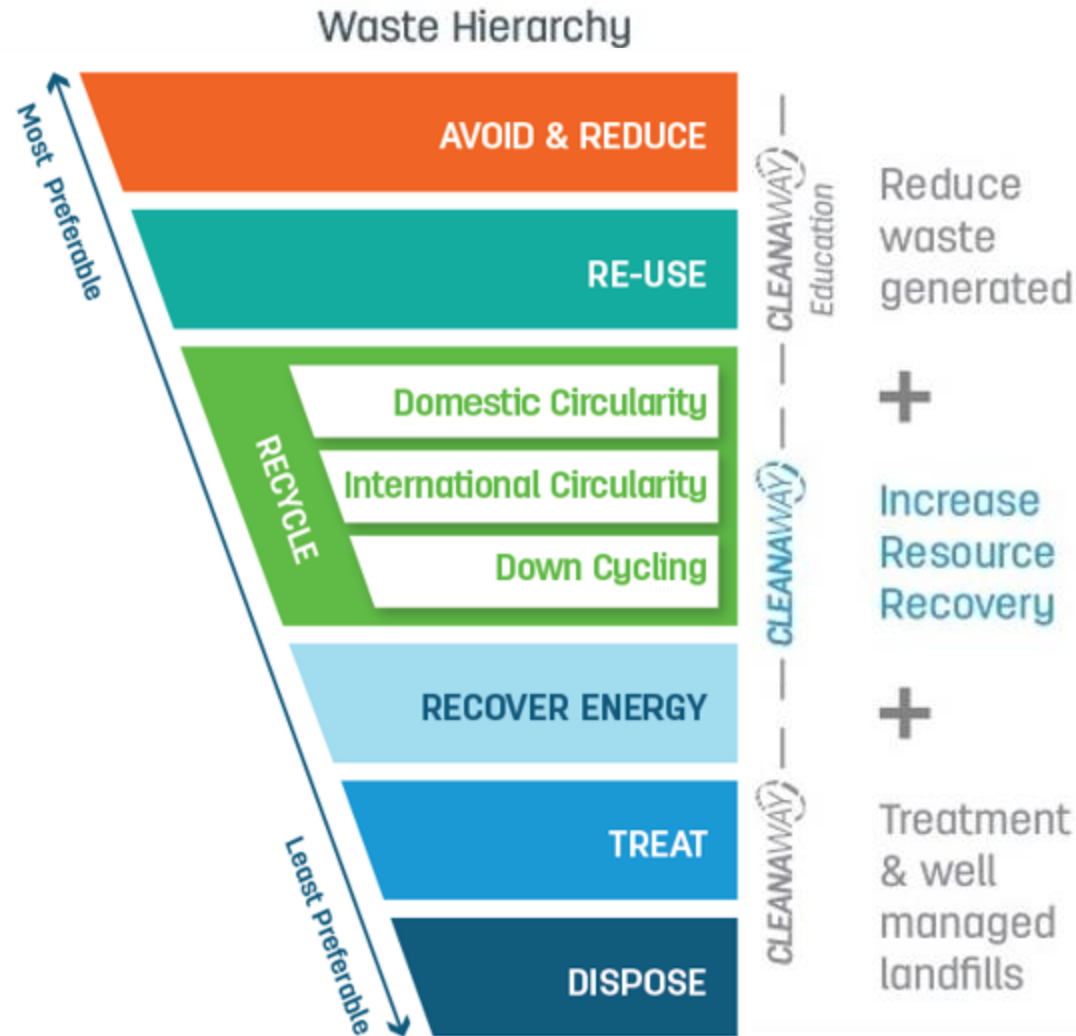 Waste Hierarchy
Most Preferable
AVOID & REDUCE
RE-USE
RECYCLE
Domestic Circularity
International Circularity
Down Cycling
RECOVER ENERGY
TREAT
DISPOSE
Least Preferable
CLEANAWAY
Education
Reduce
waste
generated
+
CLEANAWAY
Increase
Resource
Recovery
+
CLEANAWAY
Treatment
& well
managed
landfills